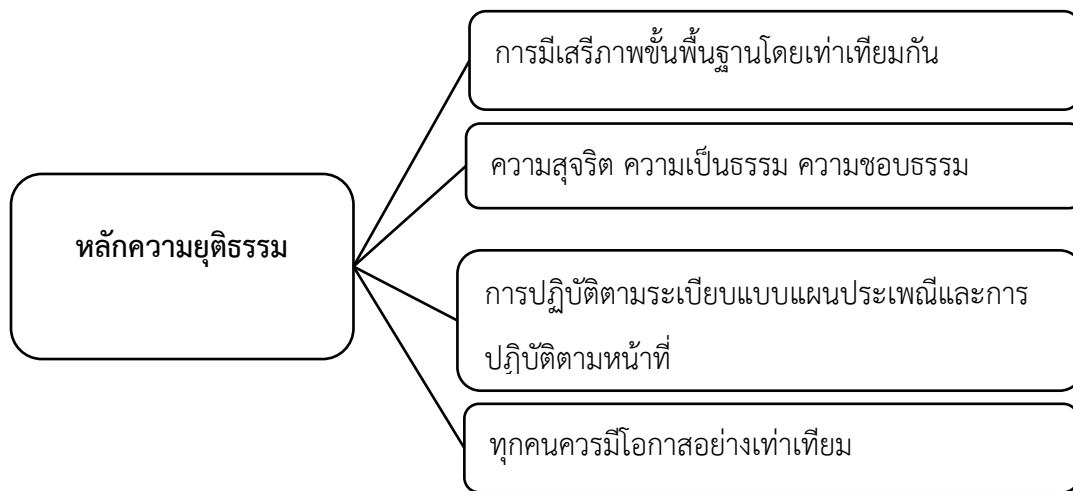 การมีเสรีภาพขั้นพื้นฐานโดยเท่าเทียมกัน
ความสุจริต ความเป็นธรรม ความชอบธรรม
หลักความยุติธรรม
การปฏิบัติตามระเบียบแบบแผนประเพณีและการ
ปฏิบัติตามหน้าที่
ทุกคนควรมีโอกาสอย่างเท่าเทียม